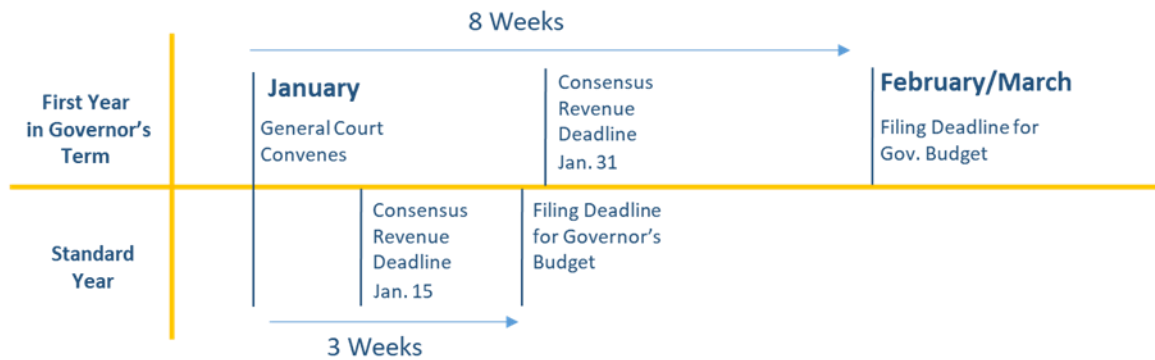 8 Weeks
First Year
in Governor's
Term
January
General Court
Convenes
Consensus
Revenue
Deadline
Jan. 31
February/March
Filing Deadline for
Gov. Budget
Standard
Year
Consensus
Revenue
Deadline
Jan. 15
Filing Deadline
for Governor's
Budget
3 Weeks